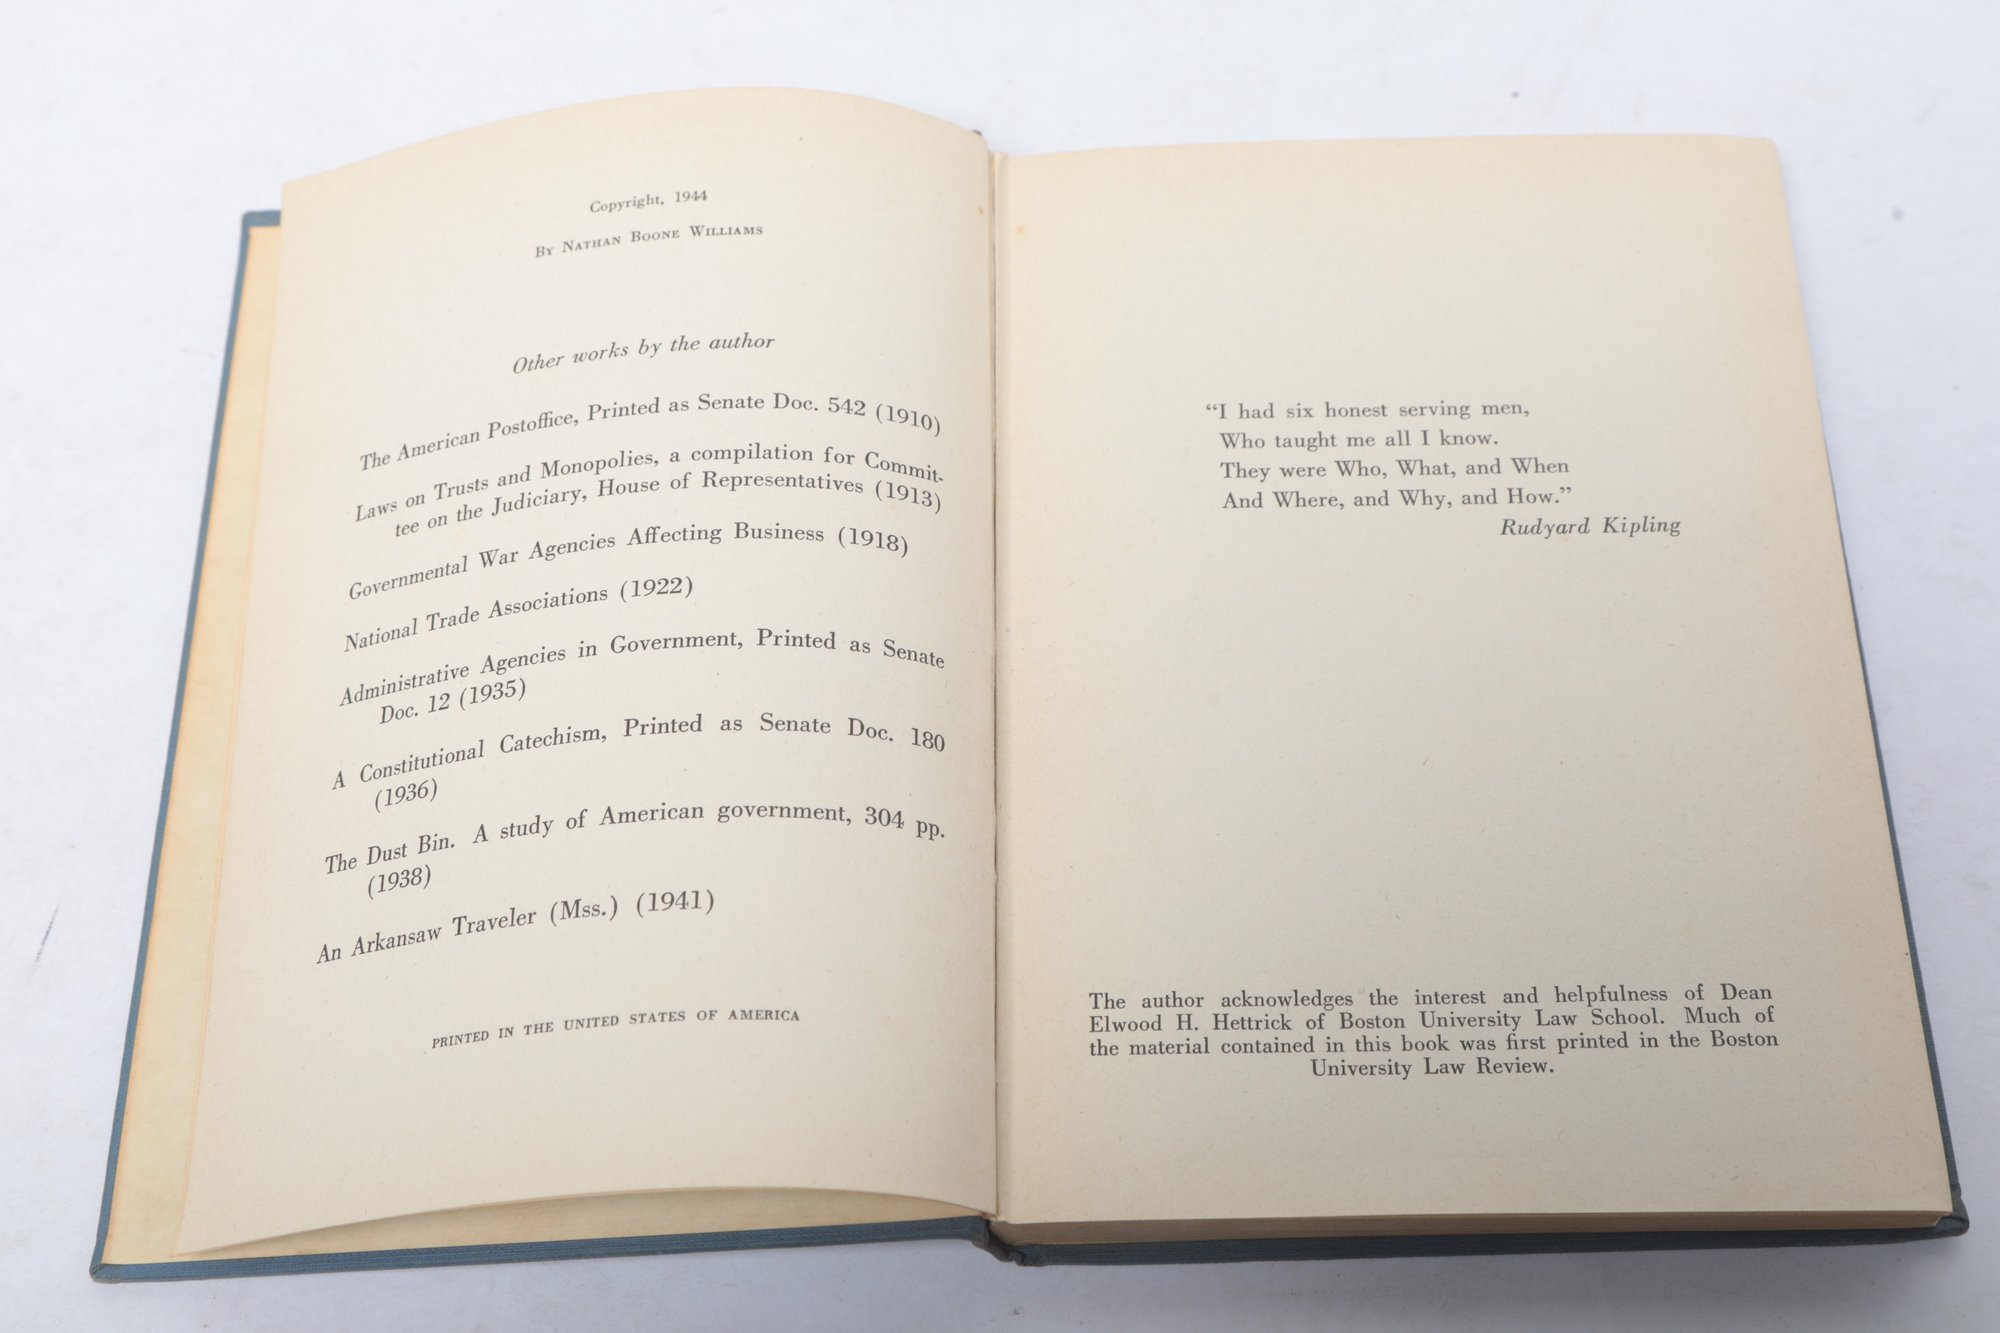 Copyright, 1944
By Nathan Boone Williams
Other works by the author
The American Postoffice, Printed as Senate Doc. 542 (1910)
Laws on Trusts and Monopolies, a compilation for Commit-
tee on the Judiciary, House of Representatives (1913)
Governmental War Agencies Affecting Business (1918)
National Trade Associations (1922)
Administrative Agencies in Government, Printed as Senate
Doc. 12 (1935)
A Constitutional Catechism, Printed as Senate Doc. 180
(1936)
The Dust Bin. A study of American government, 304 pp.
(1938)
An Arkansaw Traveler (Mss.) (1941)
PRINTED IN THE UNITED STATES OF AMERICA
“I had six honest serving men,
Who taught me all I know.
They were Who, What, and When
And Where, and Why, and How.”
Rudyard Kipling
The author acknowledges the interest and helpfulness of Dean
Elwood H. Hettrick of Boston University Law School. Much of
the material contained in this book was first printed in the Boston
University Law Review.